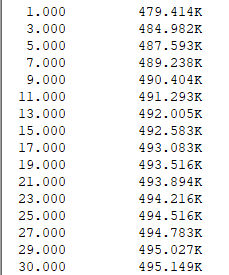 1.000 479.414K
3.000 484.982K
5.000 487.593K
7.000 489.238K
9.000 490.404K
11.000 491.293K
13.000 492.005K
15.000 492.583K
17.000 493.083K
19.000 493.516K
21.000 493.894K
23.000 494.216K
25.000 494.516K
27.000 494.783K
29.000 495.027K
30.000 495.149K